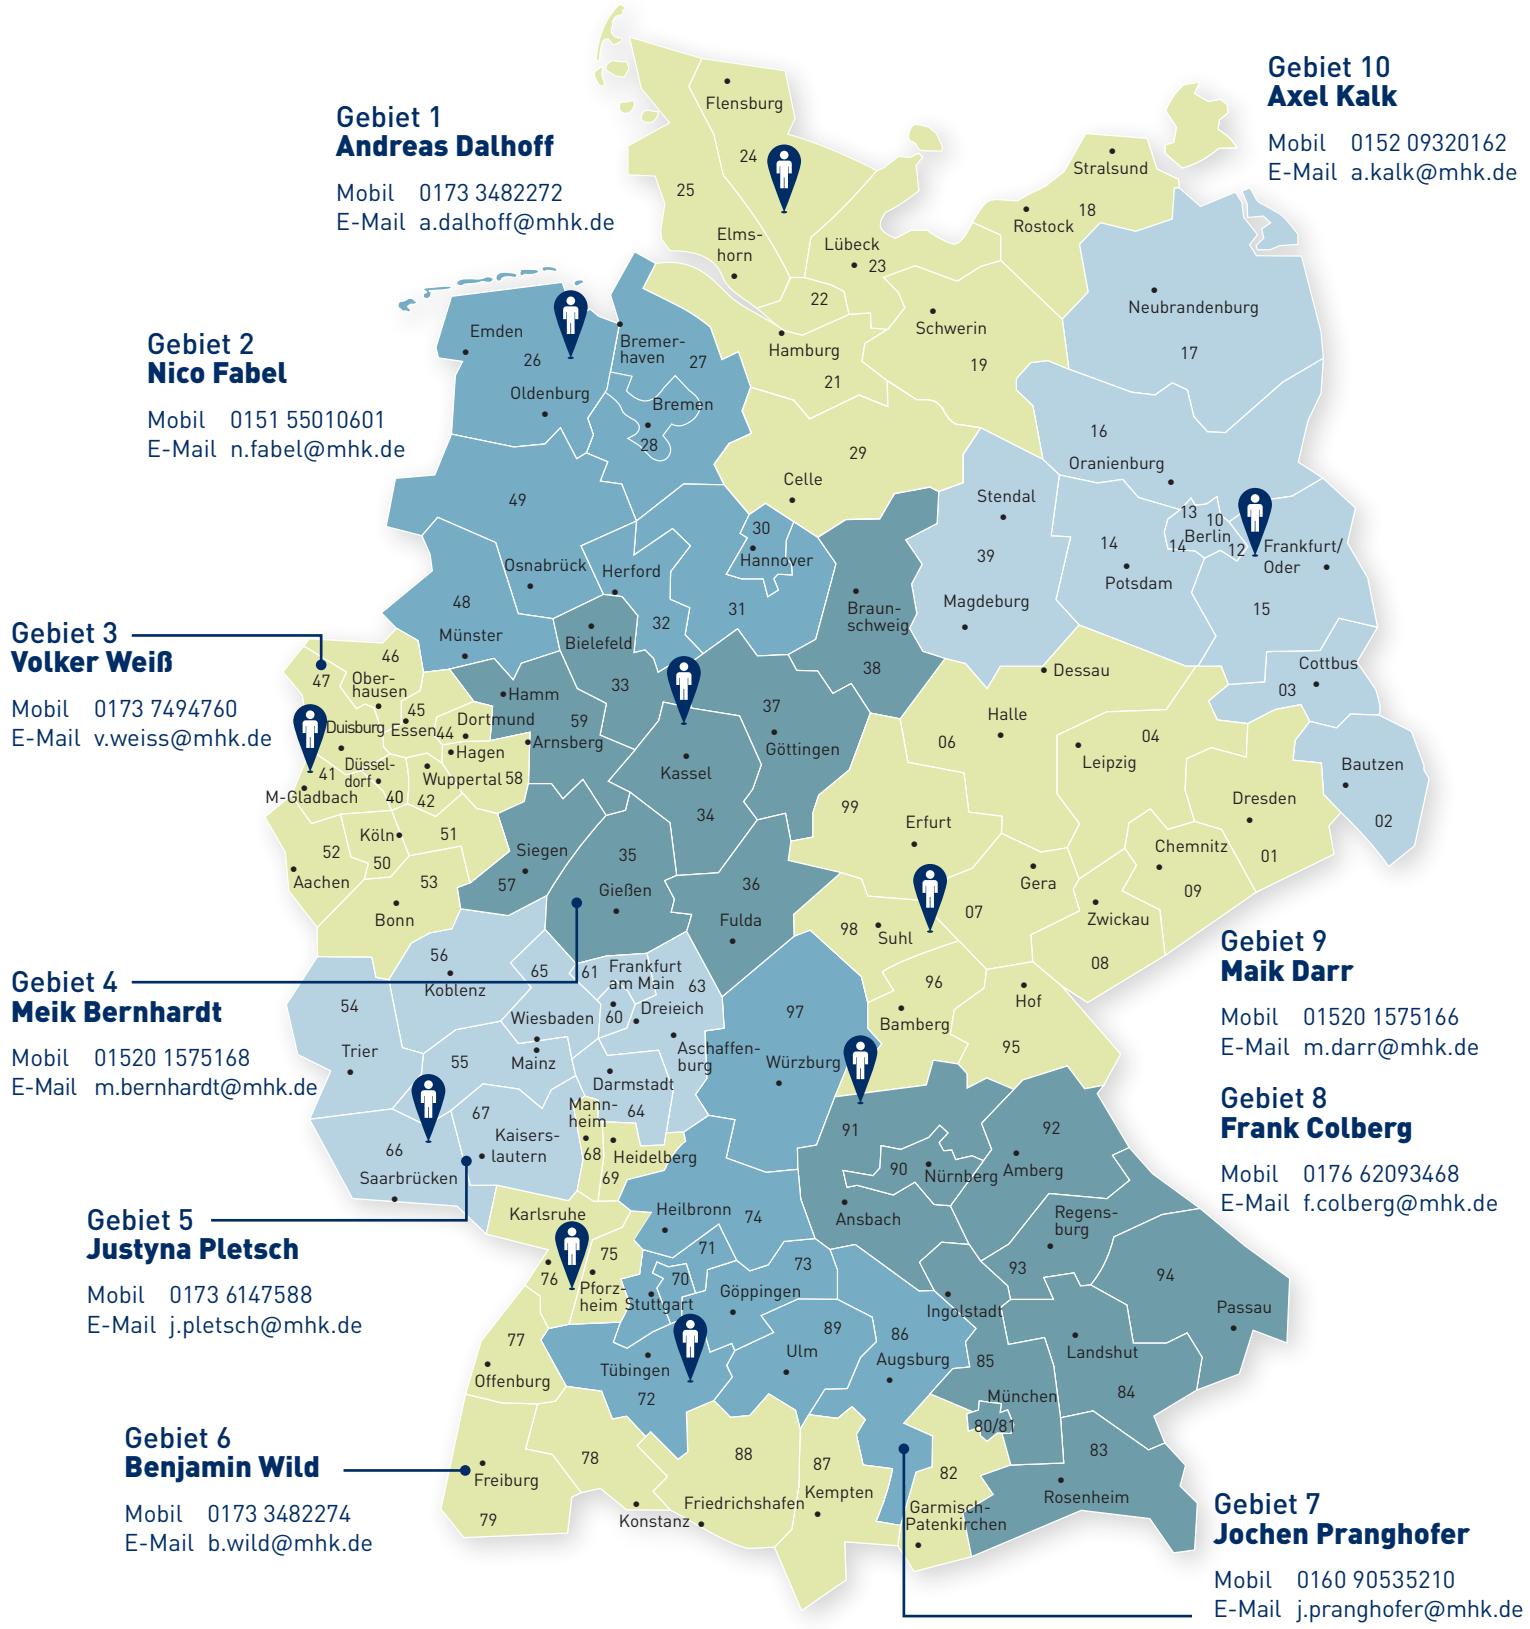 Gebiet 1
Andreas Dalhoff
Mobil 0173 3482272
E-Mail a.dalhoff@mhk.de
Gebiet 10
Axel Kalk
Mobil 0152 09320162
E-Mail a.kalk@mhk.de
Gebiet 2
Nico Fabel
Mobil 0151 55010601
E-Mail n.fabel@mhk.de
Gebiet 3
Volker Weiß
Mobil 0173 7494760
E-Mail v.weiss@mhk.de
Gebiet 4
Meik Bernhardt
Mobil 01520 1575168
E-Mail m.bernhardt@mhk.de
Gebiet 5
Justyna Pletsch
Mobil 0173 6147588
E-Mail j.pletsch@mhk.de
Gebiet 6
Benjamin Wild
Mobil 0173 3482274
E-Mail b.wild@mhk.de
Gebiet 9
Maik Darr
Mobil 01520 1575166
E-Mail m.darr@mhk.de
Gebiet 8
Frank Colberg
Mobil 0176 62093468
E-Mail f.colberg@mhk.de
Gebiet 7
Jochen Pranghofer
Mobil 0160 90535210
E-Mail j.pranghofer@mhk.de
Flensburg
24
25
Elms-
horn
Lübeck
23
22
Stralsund
18
Rostock
Schwerin
19
Hamburg
21
Neubrandenburg
17
Emden
26
Oldenburg
Bremer-
haven
27
Bremen
28
29
Celle
16
Oranienburg
Stendal
39
Magdeburg
13
10
Berlin
14
12
14
Potsdam
Frankfurt/
Oder
15
49
Osnabrück
Herford
30
Hannover
31
32
48
Münster
Bielefeld
33
Braun-
schweig
38
Cottbus
03
Dessau
46
47
Ober-
hausen
45
Duisburg
Essen
44
Dortmund
Hamm
59
Arnsberg
Hagen
Düssel-
dorf
41
M-Gladbach
40
42
Wuppertal
58
37
Göttingen
Kassel
34
Halle
06
04
Leipzig
Bautzen
02
Dresden
01
99
Erfurt
Chemnitz
09
Gera
07
Zwickau
08
Köln
51
52
50
Aachen
53
Bonn
Siegen
57
35
Gießen
36
Fulda
98
Suhl
96
Bamberg
Hof
95
56
Koblenz
65
61
Frankfurt
am Main
63
60
Dreieich
Wiesbaden
Mainz
54
Trier
55
Aschaffen-
burg
Darmstadt
64
97
Würzburg
67
Kaisers-
lautern
66
Saarbrücken
Mann-
heim
68
Heidelberg
69
91
90
Nürnberg
92
Amberg
Ansbach
Karlsruhe
Heilbronn
74
71
75
76
Pforz-
heim
70
Stuttgart
Göppingen
73
Regens-
burg
93
94
Passau
Ingolstadt
77
Offenburg
Tübingen
72
89
Ulm
86
Augsburg
85
Landshut
84
München
80/81
83
Rosenheim
82
Garmisch-
Patenkirchen
Freiburg
79
78
Konstanz
88
Friedrichshafen
87
Kempten